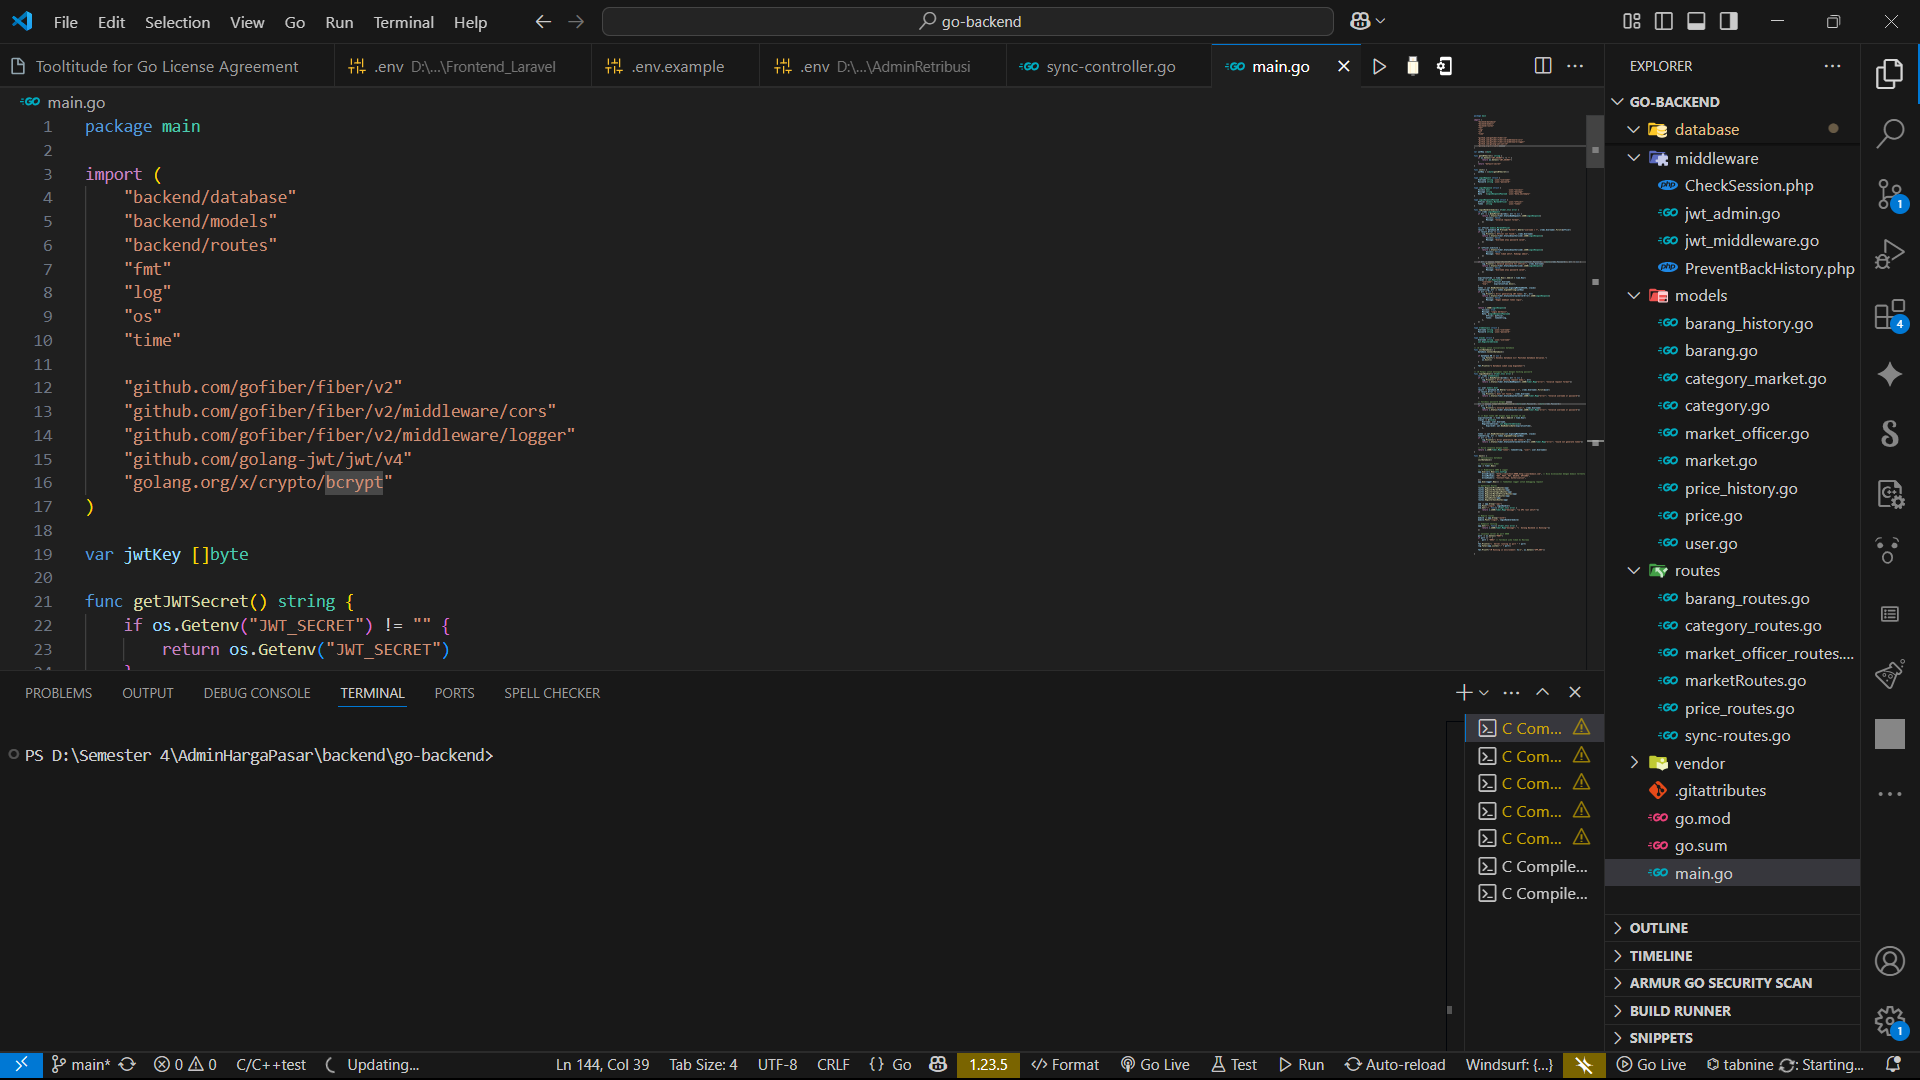 File Edit Selection View Go Run Terminal Help
go-backend
Tooltitude for Go License Agreement
.env D:\...\Frontend_Laravel
.env.example
.env D:\...\AdminRetribusi
sync-controller.go
main.go
main.go
1 package main
2
3 import (
4 "backend/database"
5 "backend/models"
6 "backend/routes"
7 "fmt"
8 "log"
9 "os"
10 "time"
11
12 "github.com/gofiber/fiber/v2"
13 "github.com/gofiber/fiber/v2/middleware/cors"
14 "github.com/gofiber/fiber/v2/middleware/logger"
15 "github.com/golang-jwt/jwt/v4"
16 "golang.org/x/crypto/bcrypt"
17 )
18
19 var jwtKey []byte
20
21 func getJWTSecret() string {
22 if os.Getenv("JWT_SECRET") != "" {
23 return os.Getenv("JWT_SECRET")
24 }
PROBLEMS OUTPUT DEBUG CONSOLE TERMINAL PORTS SPELL CHECKER
PS D:\Semester 4\AdminHargaPasar\backend\go-backend>
C Com...
C Com...
C Com...
C Com...
C Com...
C Compile...
C Compile...
EXPLORER
GO-BACKEND
database
middleware
CheckSession.php
jwt_admin.go
jwt_middleware.go
PreventBackHistory.php
models
barang_history.go
barang.go
category_market.go
category.go
market_officer.go
market.go
price_history.go
price.go
user.go
routes
barang_routes.go
category_routes.go
market_officer_routes....
marketRoutes.go
price_routes.go
sync-routes.go
vendor
.gitattributes
go.mod
go.sum
main.go
OUTLINE
TIMELINE
ARMUR GO SECURITY SCAN
BUILD RUNNER
SNIPPETS
1
4
1
main* 0 0 C/C++test Updating... Ln 144, Col 39 Tab Size: 4 UTF-8 CRLF {} Go 1.23.5 </> Format Go Live Test Run Auto-reload Windsurf: {...} Go Live tabnine : Starting...